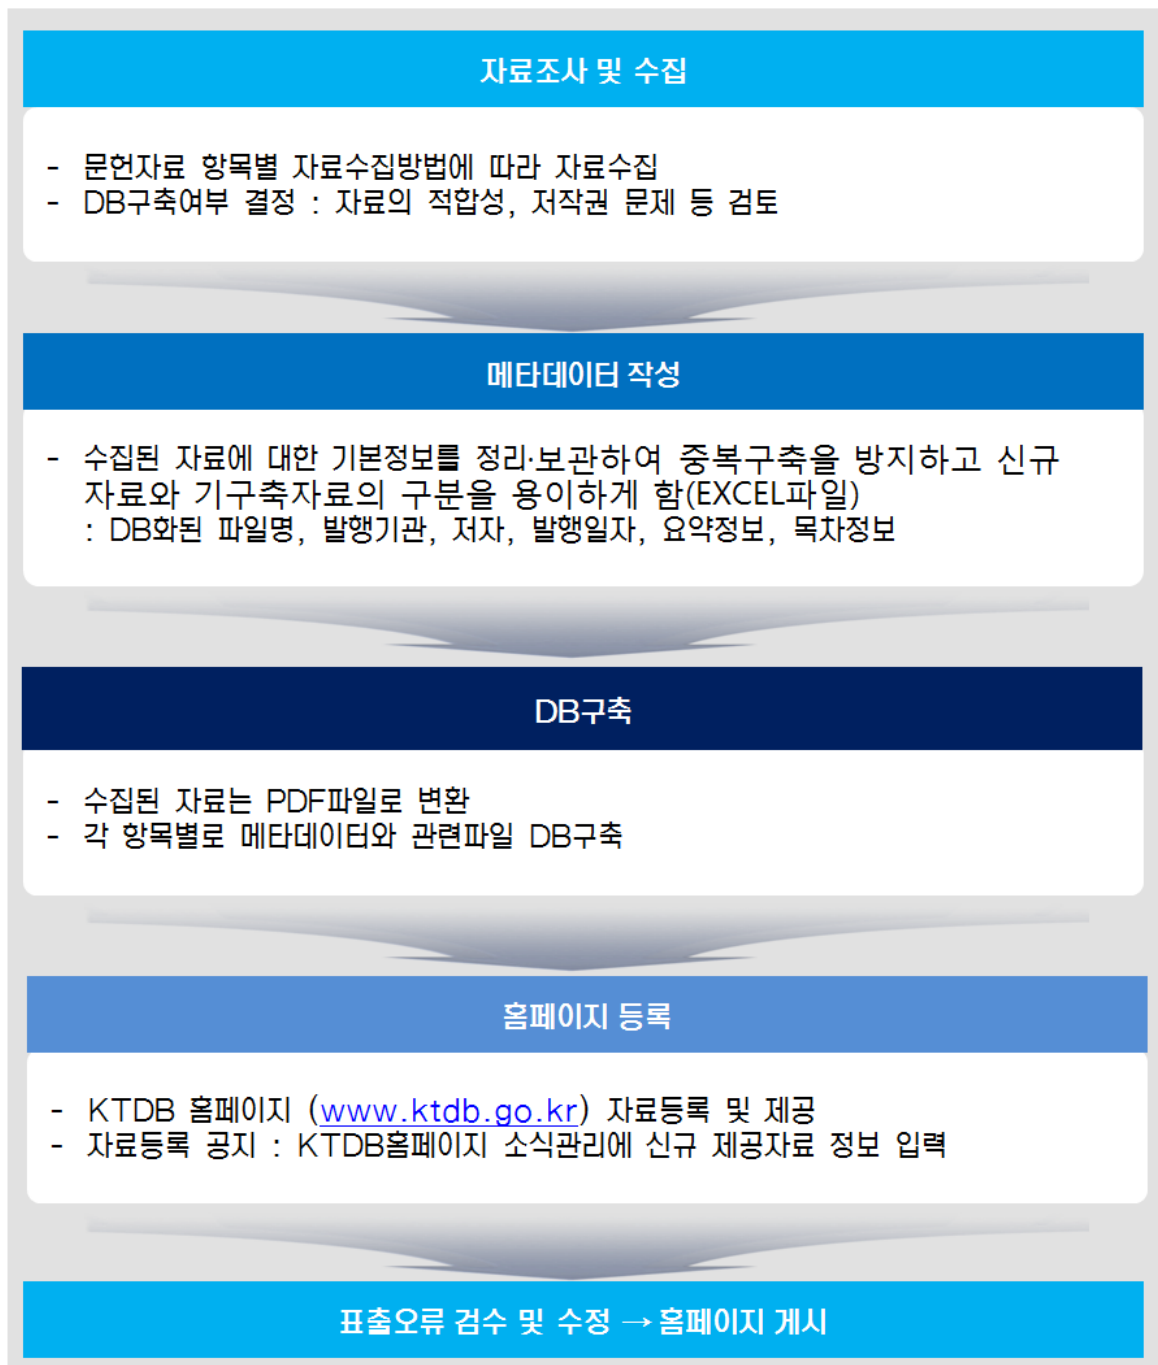 자료조사 및 수집
- 문헌자료 항목별 자료수집방법에 따라 자료수집
- DB구축여부 결정 : 자료의 적합성, 저작권 문제 등 검토
메타데이터 작성
- 수집된 자료에 대한 기본정보를 정리·보관하여 중복구축을 방지하고 신규
자료와 기구축자료의 구분을 용이하게 함(EXCEL파일)
: DB화된 파일명, 발행기관, 저자, 발행일자, 요약정보, 목차정보
DB구축
- 수집된 자료는 PDF파일로 변환
- 각 항목별로 메타데이터와 관련파일 DB구축
홈페이지 등록
- KTDB 홈페이지 (www.ktdb.go.kr) 자료등록 및 제공
- 자료등록 공지 : KTDB홈페이지 소식관리에 신규 제공자료 정보 입력
표출오류 검수 및 수정 → 홈페이지 게시